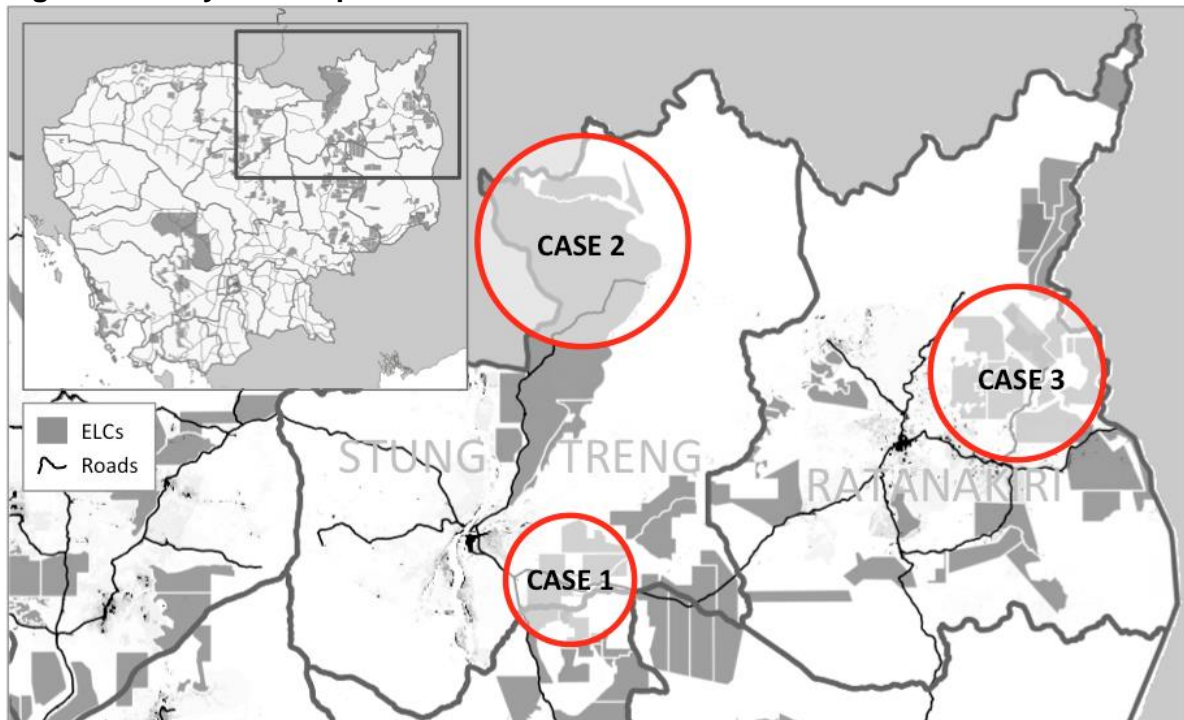 CASE 2
CASE 3
ELCs
Roads
STUNG TRENG
RATANAKIRI
CASE 1